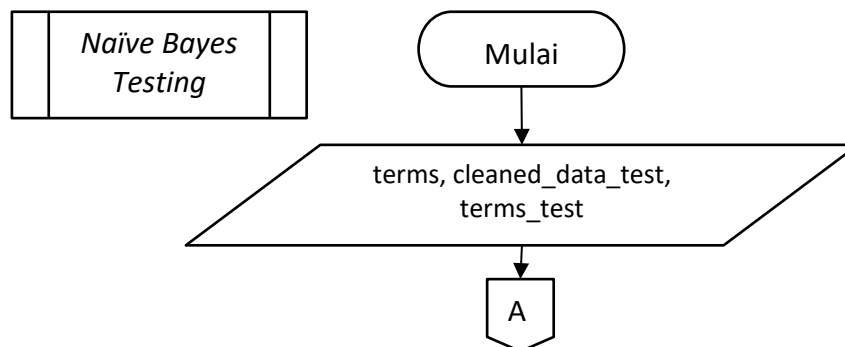 Naïve Bayes
Testing
Mulai
terms, cleaned_data_test,
terms_test
A